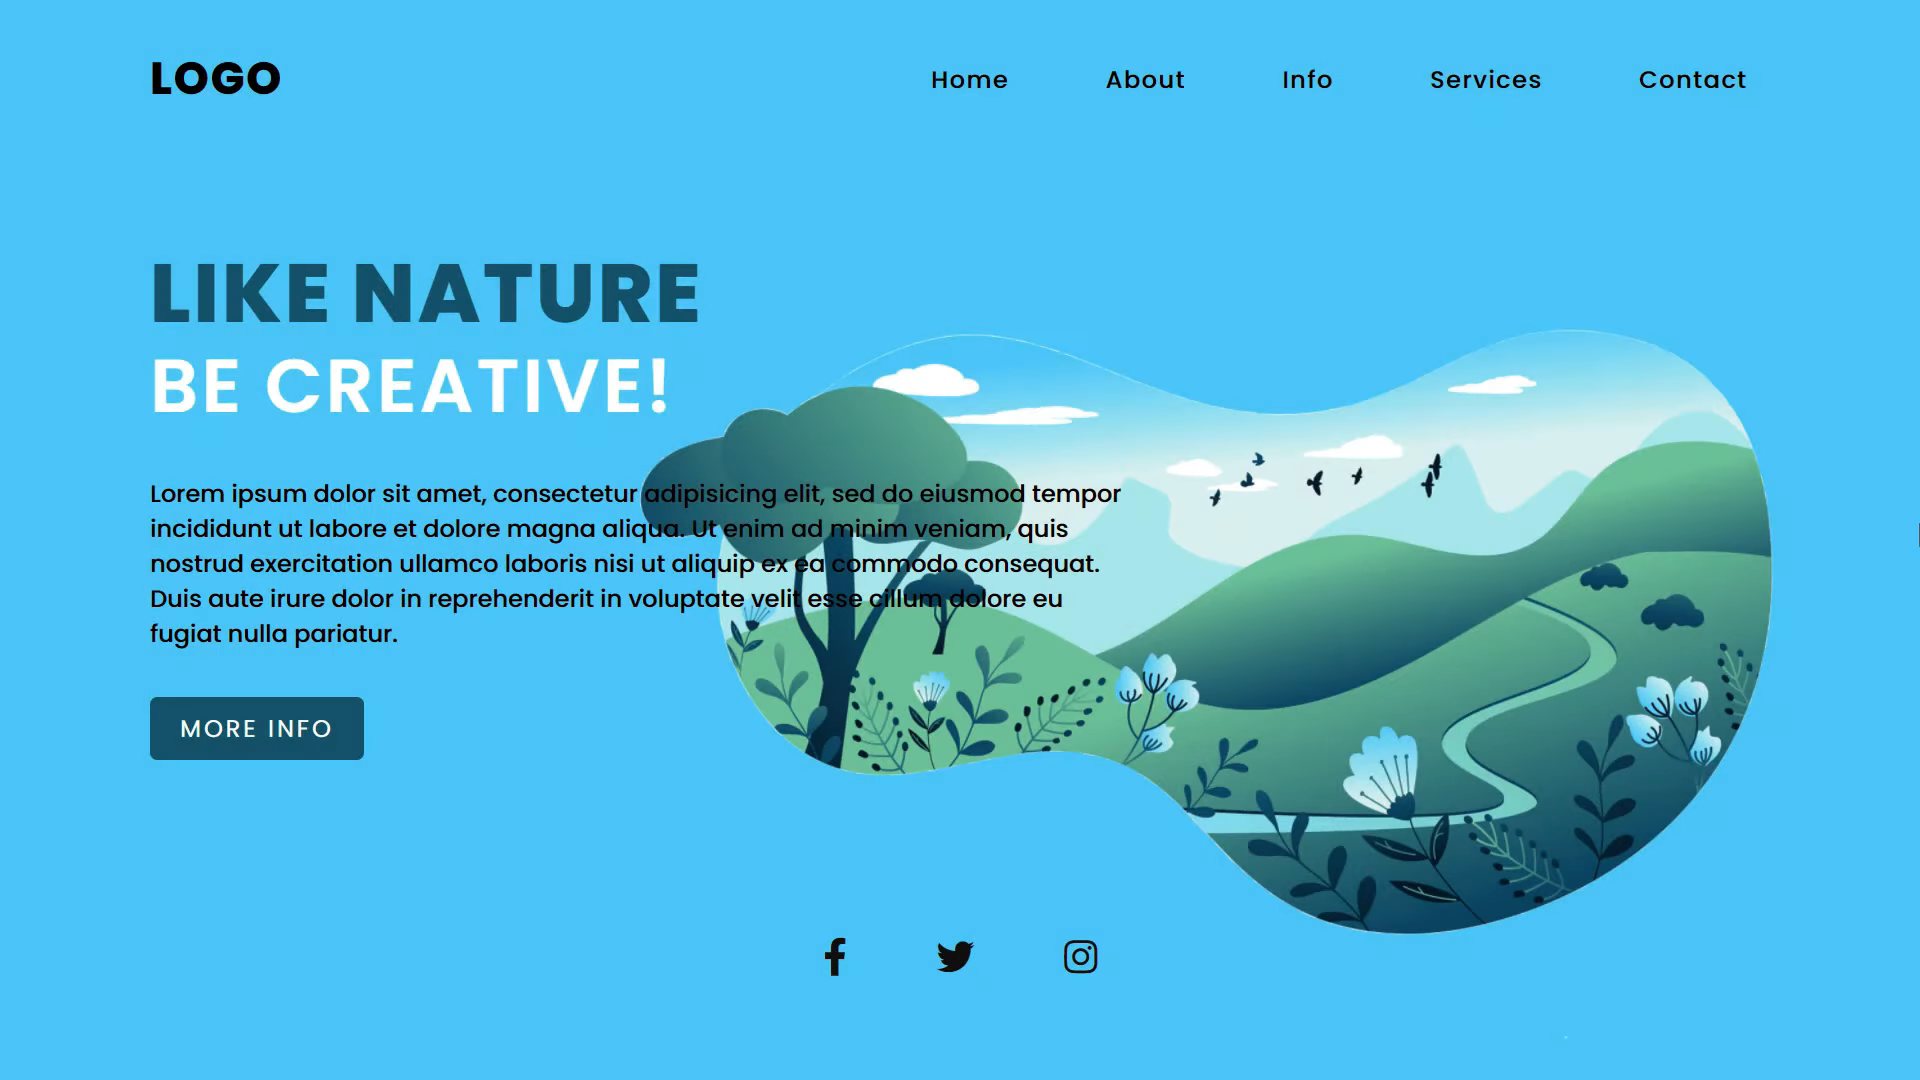 LOGO
Home About Info Services Contact
LIKE NATURE
BE CREATIVE!
Lorem ipsum dolor sit amet, consectetur adipisicing elit, sed do eiusmod tempor
incididunt ut labore et dolore magna aliqua. Ut enim ad minim veniam, quis
nostrud exercitation ullamco laboris nisi ut aliquip ex ea commodo consequat.
Duis aute irure dolor in reprehenderit in voluptate velit esse cillum dolore eu
fugiat nulla pariatur.
MORE INFO